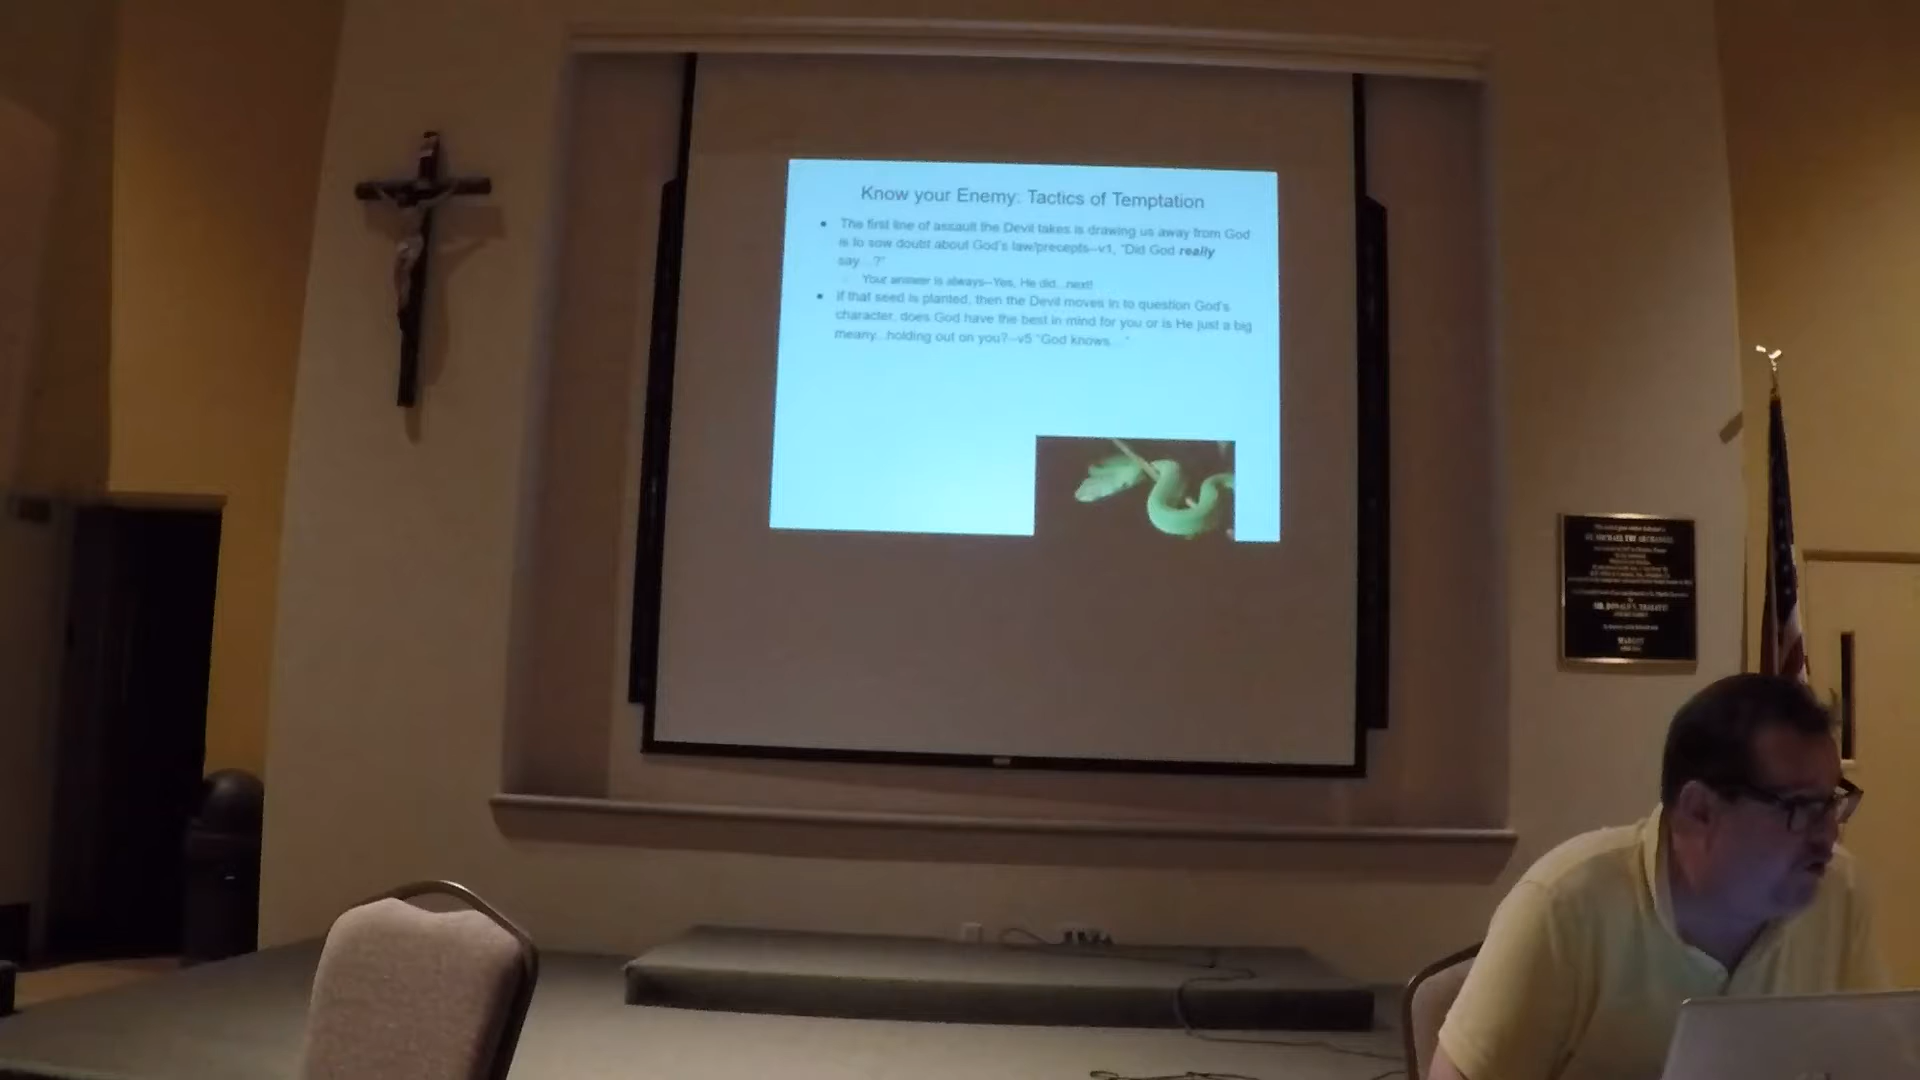 Know your Enemy: Tactics of Temptation
• The first line of assault the Devil takes is drawing us away from God
is to sow doubt about God's law/precepts--v1, "Did God really
say...?"
Your answer is always--Yes, He did...next!
• If that seed is planted, then the Devil moves in to question God's
character, does God have the best in mind for you or is He just a big
meany...holding out on you?--v5 "God knows..."
ST. MICHAEL THE ARCHANGEL